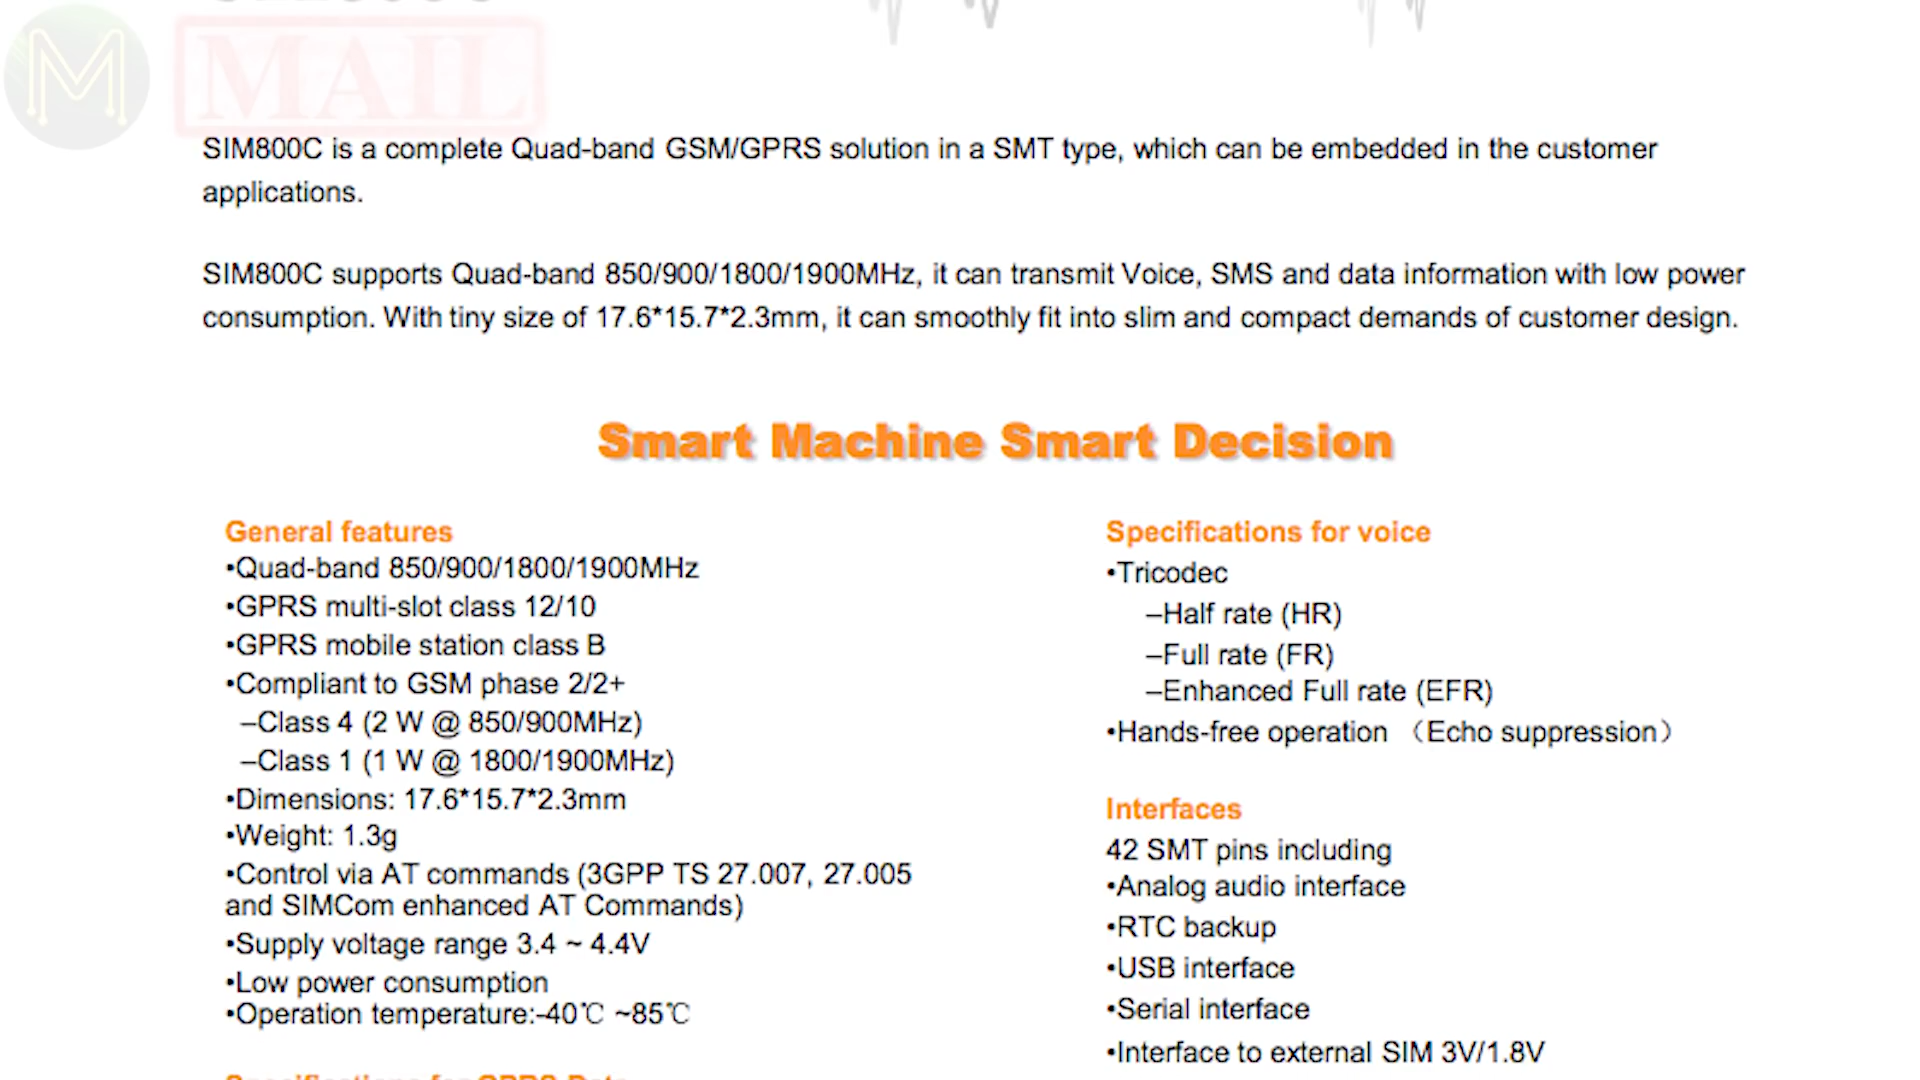 MAIL
SIM800C is a complete Quad-band GSM/GPRS solution in a SMT type, which can be embedded in the customer
applications.
SIM800C supports Quad-band 850/900/1800/1900MHz, it can transmit Voice, SMS and data information with low power
consumption. With tiny size of 17.6*15.7*2.3mm, it can smoothly fit into slim and compact demands of customer design.
Smart Machine Smart Decision
General features
•Quad-band 850/900/1800/1900MHz
•GPRS multi-slot class 12/10
•GPRS mobile station class B
•Compliant to GSM phase 2/2+
–Class 4 (2 W @ 850/900MHz)
–Class 1 (1 W @ 1800/1900MHz)
•Dimensions: 17.6*15.7*2.3mm
•Weight: 1.3g
•Control via AT commands (3GPP TS 27.007, 27.005
and SIMCom enhanced AT Commands)
•Supply voltage range 3.4 ~ 4.4V
•Low power consumption
•Operation temperature:-40℃ ~85℃
Specifications for voice
•Tricodec
–Half rate (HR)
–Full rate (FR)
–Enhanced Full rate (EFR)
•Hands-free operation （Echo suppression）
Interfaces
42 SMT pins including
•Analog audio interface
•RTC backup
•USB interface
•Serial interface
•Interface to external SIM 3V/1.8V